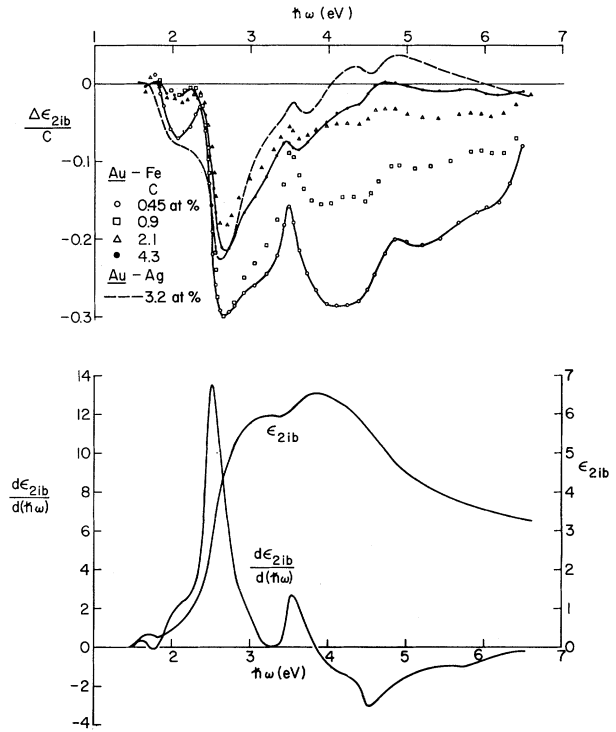 ℏω (eV)
1 2 3 4 5 6 7
0
-0.1
-0.2
-0.3
Δϵ2ib
C
Au - Fe
C
○ 0.45 at %
□ 0.9
△ 2.1
● 4.3
Au - Ag
--- 3.2 at %
14
12
10
8
6
4
2
0
-2
-4
dϵ2ib
d(ℏω)
7
6
5
4
3
2
1
0
ϵ2ib
ϵ2ib
dϵ2ib
d(ℏω)
2 3 4 5 6 7
ℏω (eV)